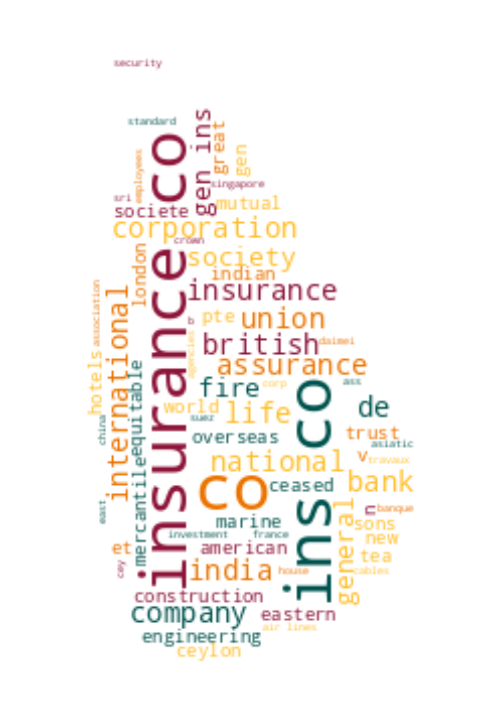 security
standard
insurance co
gen ins
great
gen
employees
singapore
sri
societe
mutual
corporation
crown
society
london
indian
association
international
insurance
b
pte
union
agencies
british
daimei
hotels
equitable
assurance
fire
corp
ass
world
life
suez
de
china
overseas
trust
asiatic
v
travaux
national
mercantile
co
ceased
bank
ins co
east
n
banque
marine
sons
general
investment
france
new
et
american
tea
cey
india
house
cables
construction
company
eastern
air lines
engineering
ceylon